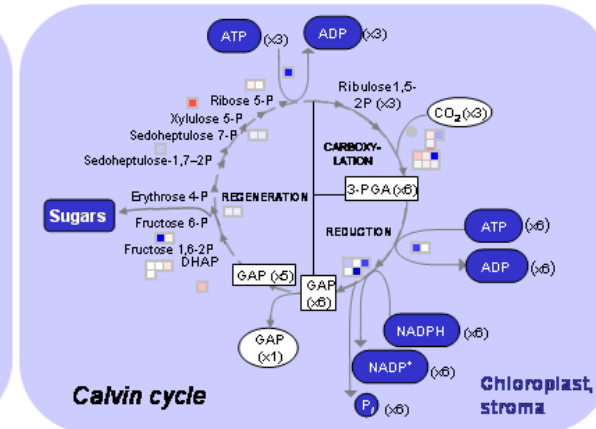 ATP (x3) ADP (x3)
Ribose 5-P
Ribulose 1,5-
2P (x3)
Xylulose 5-P
CO₂(x3)
Sedoheptulose 7-P
CARBOXY-
LATION
Sedoheptulose-1,7–2P
3-PGA (x6)
Erythrose 4-P
REGENERATION
Sugars
Fructose 6-P
REDUCTION
ATP (x6)
Fructose 1,6-2P
DHAP
ADP (x6)
GAP (x5)
GAP
(x6)
NADPH (x6)
GAP
(x1)
NADP⁺ (x6)
Pᵢ (x6)
Calvin cycle
Chloroplast,
stroma